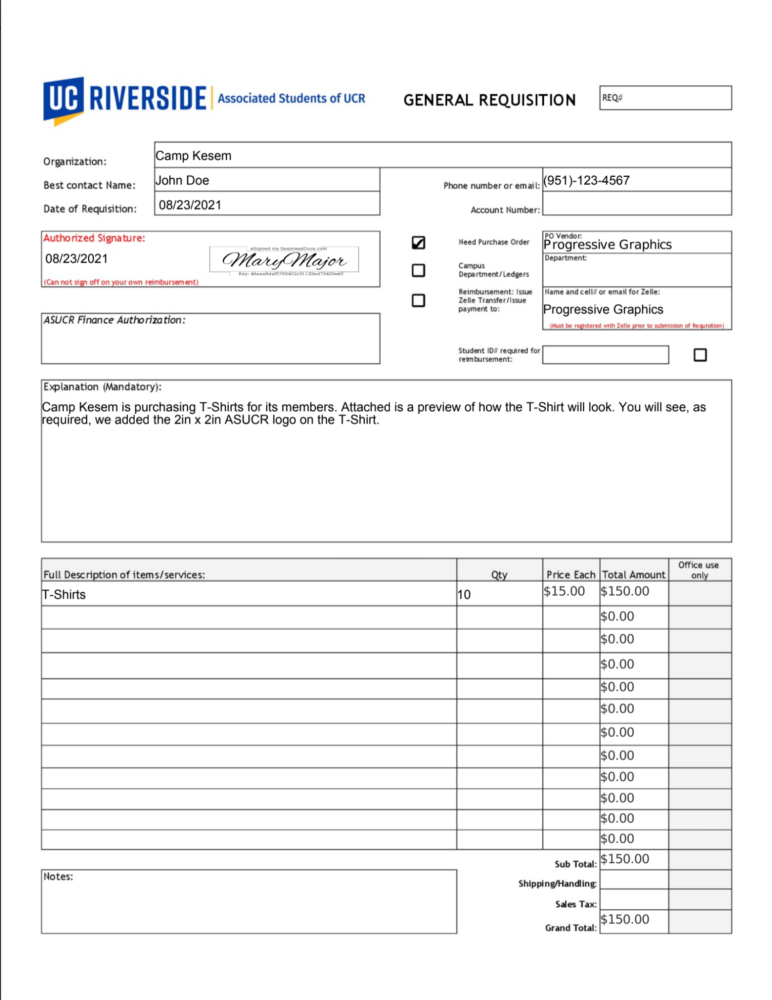 UC RIVERSIDE Associated Students of UCR
GENERAL REQUISITION
REQ#
Organization: Camp Kesem
Best contact Name: John Doe
Phone number or email: (951)-123-4567
Date of Requisition: 08/23/2021
Account Number:
Authorized Signature:
08/23/2021
eSigned via SeamlessDocs.com
Mary Major
Key: 49aaa8daf5763402c31133ed73433ee0
(Can not sign off on your own reimbursement)
ASUCR Finance Authorization:
Need Purchase Order
PO Vendor:
Progressive Graphics
Campus
Department/Ledgers
Department:
Reimbursement: Issue
Zelle Transfer/Issue
payment to:
Name and cell# or email for Zelle:
Progressive Graphics
(Must be registered with Zelle prior to submission of Requisition)
Student ID# required for
reimbursement:
Explanation (Mandatory):
Camp Kesem is purchasing T-Shirts for its members. Attached is a preview of how the T-Shirt will look. You will see, as
required, we added the 2in x 2in ASUCR logo on the T-Shirt.
Full Description of items/services: Qty Price Each Total Amount Office use
only
T-Shirts 10 $15.00 $150.00
$0.00
$0.00
$0.00
$0.00
$0.00
$0.00
$0.00
$0.00
$0.00
$0.00
$0.00
Sub Total: $150.00
Notes:
Shipping/Handling:
Sales Tax:
Grand Total: $150.00